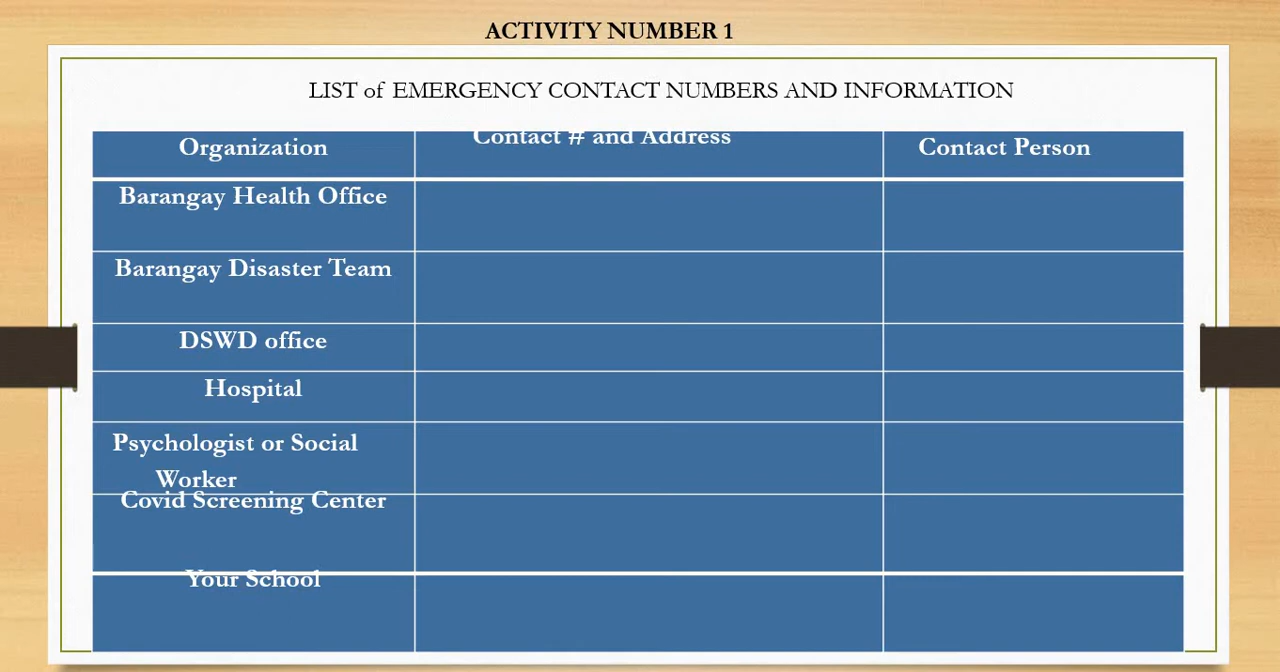 ACTIVITY NUMBER 1
LIST of EMERGENCY CONTACT NUMBERS AND INFORMATION
Organization
Contact # and Address
Contact Person
Barangay Health Office
Barangay Disaster Team
DSWD office
Hospital
Psychologist or Social
Worker
Covid Screening Center
Your School